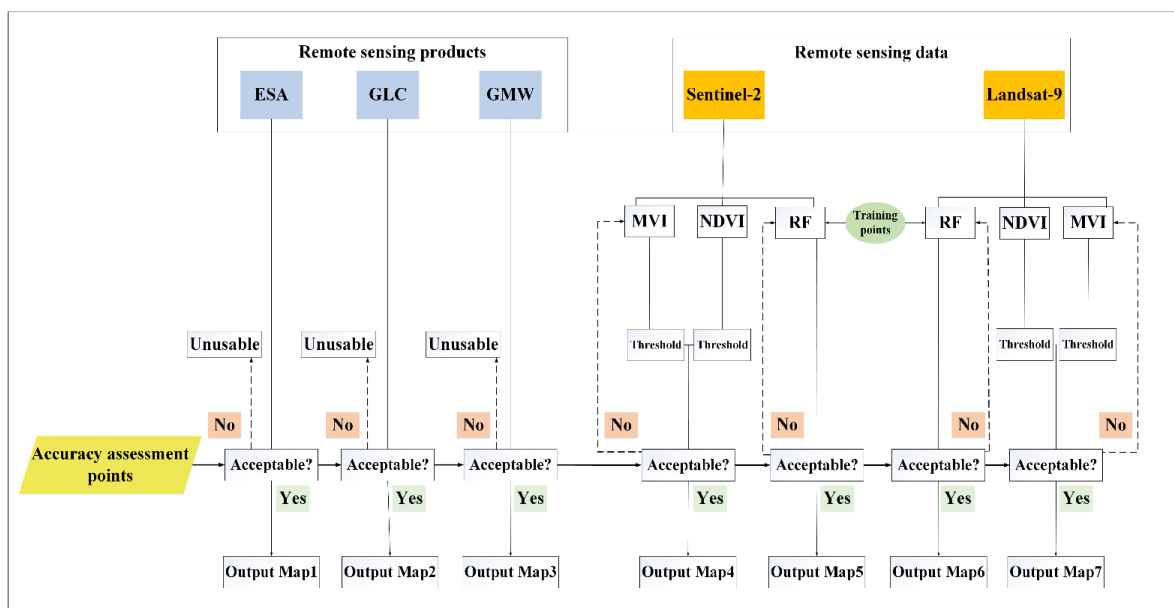 Remote sensing products
Remote sensing data
ESA
GLC
GMW
Sentinel-2
Landsat-9
MVI
NDVI
RF
Training
points
RF
NDVI
MVI
Unusable
Unusable
Unusable
Threshold
Threshold
Threshold
Threshold
No
No
No
No
No
No
No
Accuracy assessment
points
Acceptable?
Acceptable?
Acceptable?
Acceptable?
Acceptable?
Acceptable?
Acceptable?
Yes
Yes
Yes
Yes
Yes
Yes
Yes
Output Map1
Output Map2
Output Map3
Output Map4
Output Map5
Output Map6
Output Map7